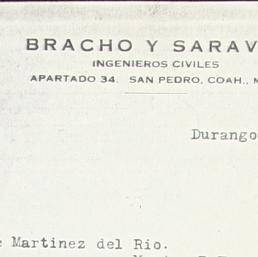 BRACHO Y SARAV
INGENIEROS CIVILES
APARTADO 34. SAN PEDRO, COAH.,
Durango
Martinez del Rio.